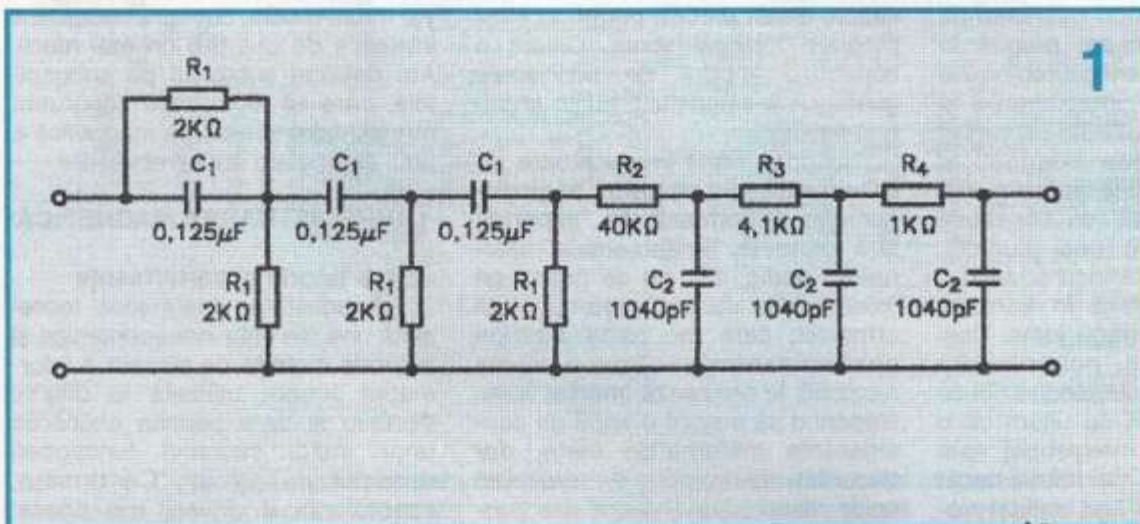 1
R1
2KΩ
C1 C1 C1 R2 R3 R4
0,125μF 0,125μF 0,125μF 40KΩ 4,1KΩ 1KΩ
R1 R1 R1 C2 C2 C2
2KΩ 2KΩ 2KΩ 1040pF 1040pF 1040pF